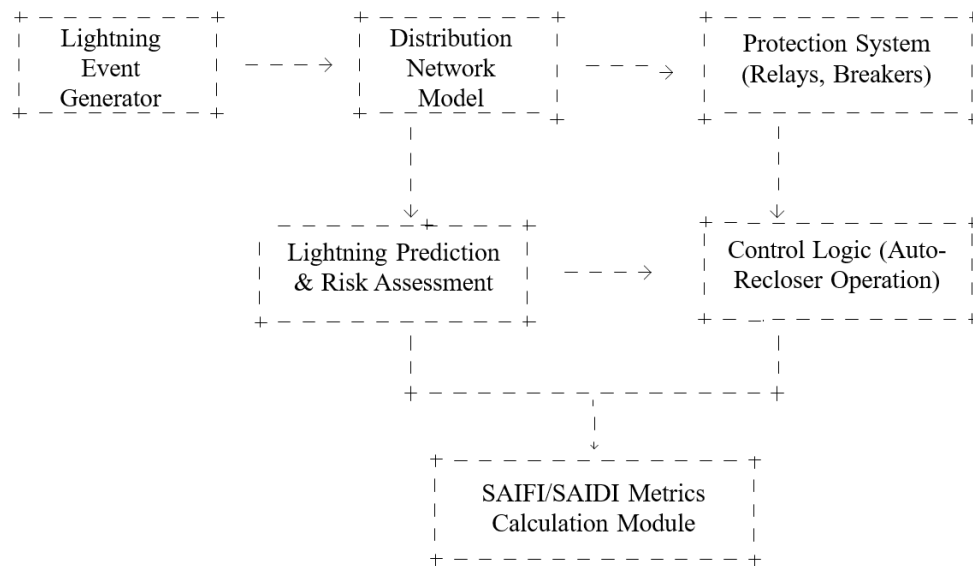 Lightning
Event
Generator
Distribution
Network
Model
Protection System
(Relays, Breakers)
Lightning Prediction
& Risk Assessment
Control Logic (Auto-
Recloser Operation)
SAIFI/SAIDI Metrics
Calculation Module